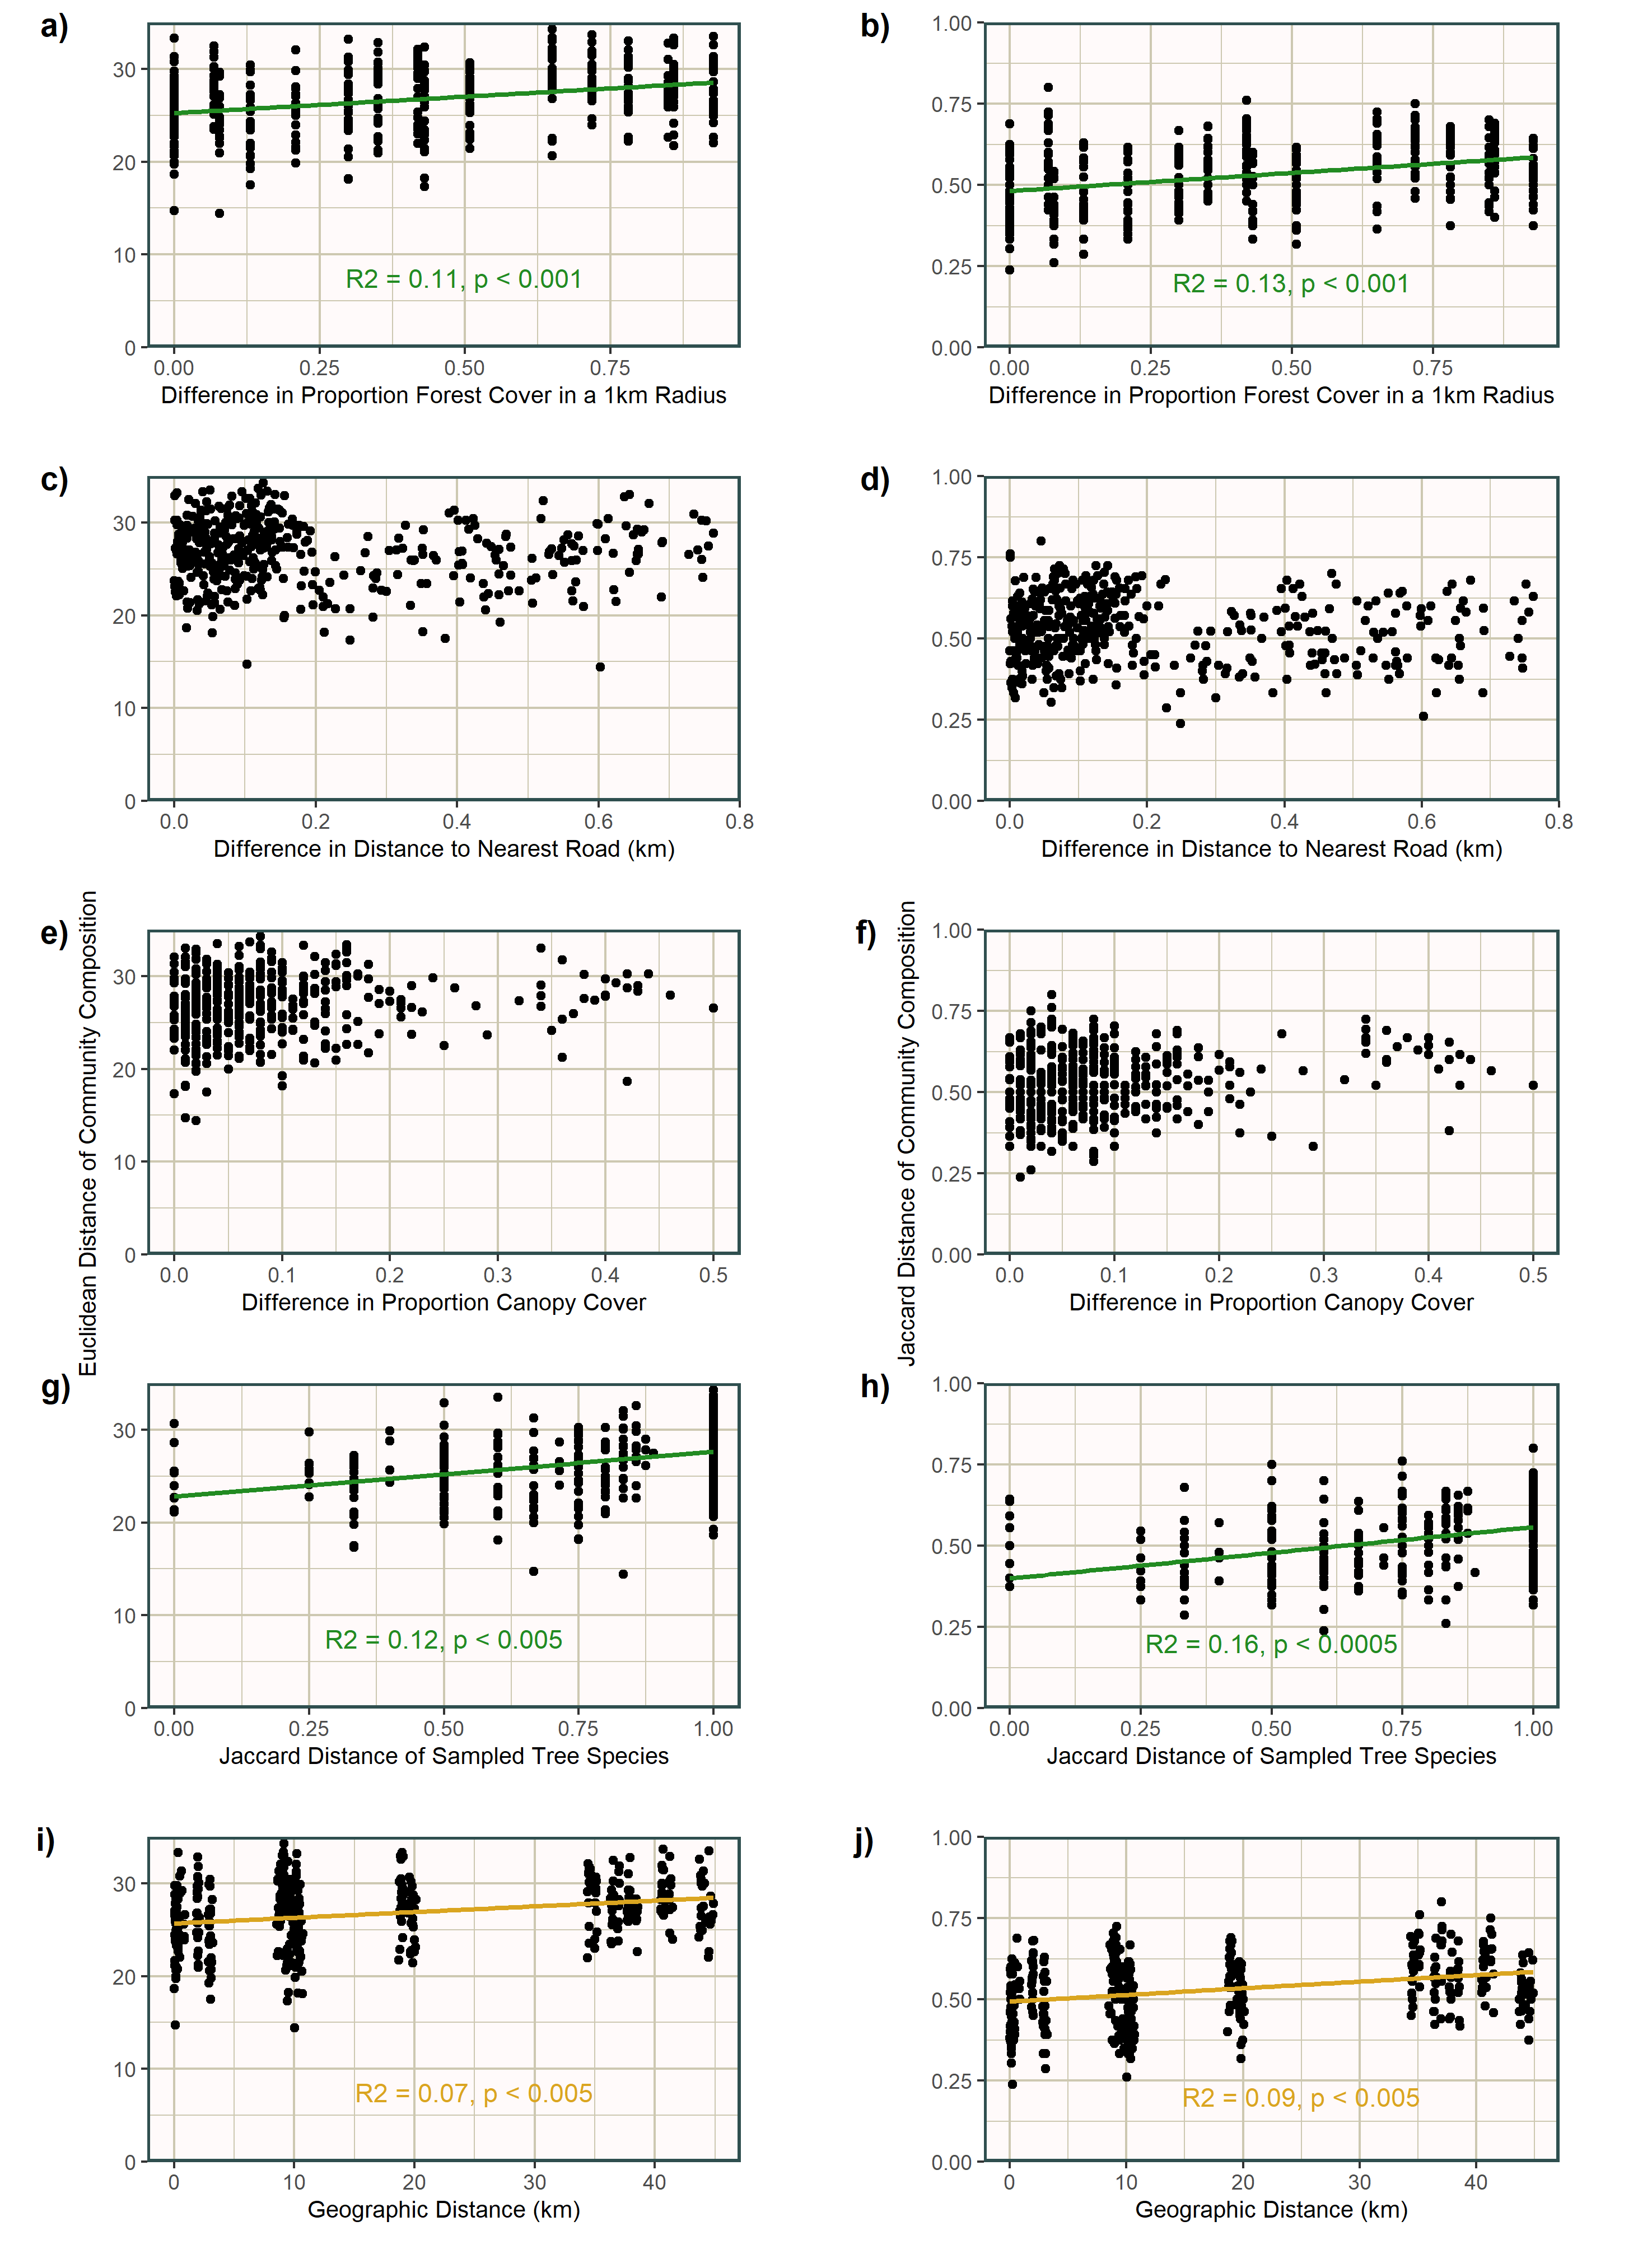 a)
30
20
10
0
R2 = 0.11, p < 0.001
0.00 0.25 0.50 0.75
Difference in Proportion Forest Cover in a 1km Radius
b)
1.00
0.75
0.50
0.25
0.00
R2 = 0.13, p < 0.001
0.00 0.25 0.50 0.75
Difference in Proportion Forest Cover in a 1km Radius
c)
30
20
10
0
0.0 0.2 0.4 0.6 0.8
Difference in Distance to Nearest Road (km)
d)
1.00
0.75
0.50
0.25
0.00
0.0 0.2 0.4 0.6 0.8
Difference in Distance to Nearest Road (km)
Euclidean Distance of Community Composition
e)
30
20
10
0
0.0 0.1 0.2 0.3 0.4 0.5
Difference in Proportion Canopy Cover
Jaccard Distance of Community Composition
f)
1.00
0.75
0.50
0.25
0.00
0.0 0.1 0.2 0.3 0.4 0.5
Difference in Proportion Canopy Cover
g)
30
20
10
0
R2 = 0.12, p < 0.005
0.00 0.25 0.50 0.75 1.00
Jaccard Distance of Sampled Tree Species
h)
1.00
0.75
0.50
0.25
0.00
R2 = 0.16, p < 0.0005
0.00 0.25 0.50 0.75 1.00
Jaccard Distance of Sampled Tree Species
i)
30
20
10
0
R2 = 0.07, p < 0.005
0 10 20 30 40
Geographic Distance (km)
j)
1.00
0.75
0.50
0.25
0.00
R2 = 0.09, p < 0.005
0 10 20 30 40
Geographic Distance (km)